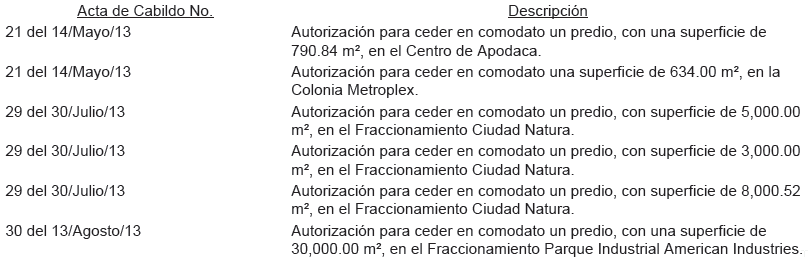 Acta de Cabildo No. Descripción
21 del 14/Mayo/13 Autorización para ceder en comodato un predio, con una superficie de
790.84 m², en el Centro de Apodaca.
21 del 14/Mayo/13 Autorización para ceder en comodato una superficie de 634.00 m², en la
Colonia Metroplex.
29 del 30/Julio/13 Autorización para ceder en comodato un predio, con superficie de 5,000.00
m², en el Fraccionamiento Ciudad Natura.
29 del 30/Julio/13 Autorización para ceder en comodato un predio, con superficie de 3,000.00
m², en el Fraccionamiento Ciudad Natura.
29 del 30/Julio/13 Autorización para ceder en comodato un predio, con superficie de 8,000.52
m², en el Fraccionamiento Ciudad Natura.
30 del 13/Agosto/13 Autorización para ceder en comodato un predio, con una superficie de
30,000.00 m², en el Fraccionamiento Parque Industrial American Industries.